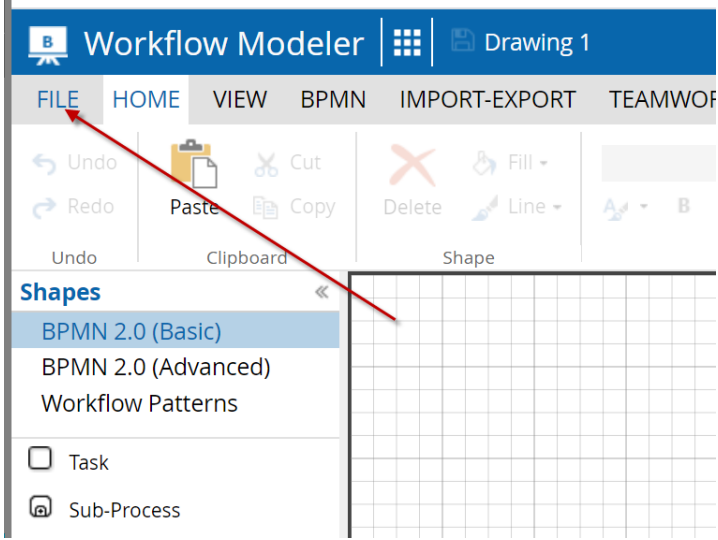 B Workflow Modeler Drawing 1
FILE HOME VIEW BPMN IMPORT-EXPORT
Undo Cut Fill
Redo Paste Copy Delete Line A B
Undo Clipboard Shape
Shapes
BPMN 2.0 (Basic)
BPMN 2.0 (Advanced)
Workflow Patterns
Task
Sub-Process